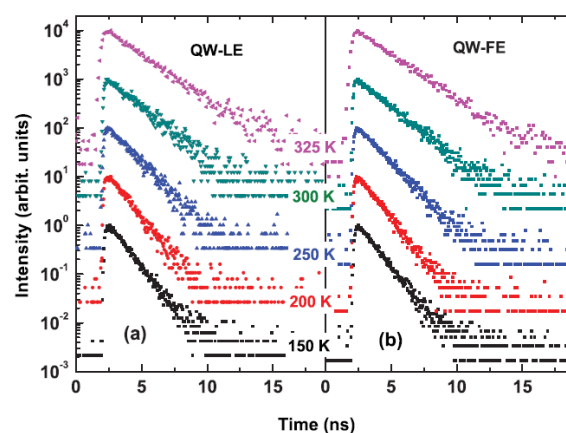 QW-LE
QW-FE
Intensity (arbit. units)
10⁴
10³
10²
10¹
10⁰
10⁻¹
10⁻²
10⁻³
325 K
300 K
250 K
200 K
150 K
(a)
(b)
0 5 10 15 0 5 10 15
Time (ns)